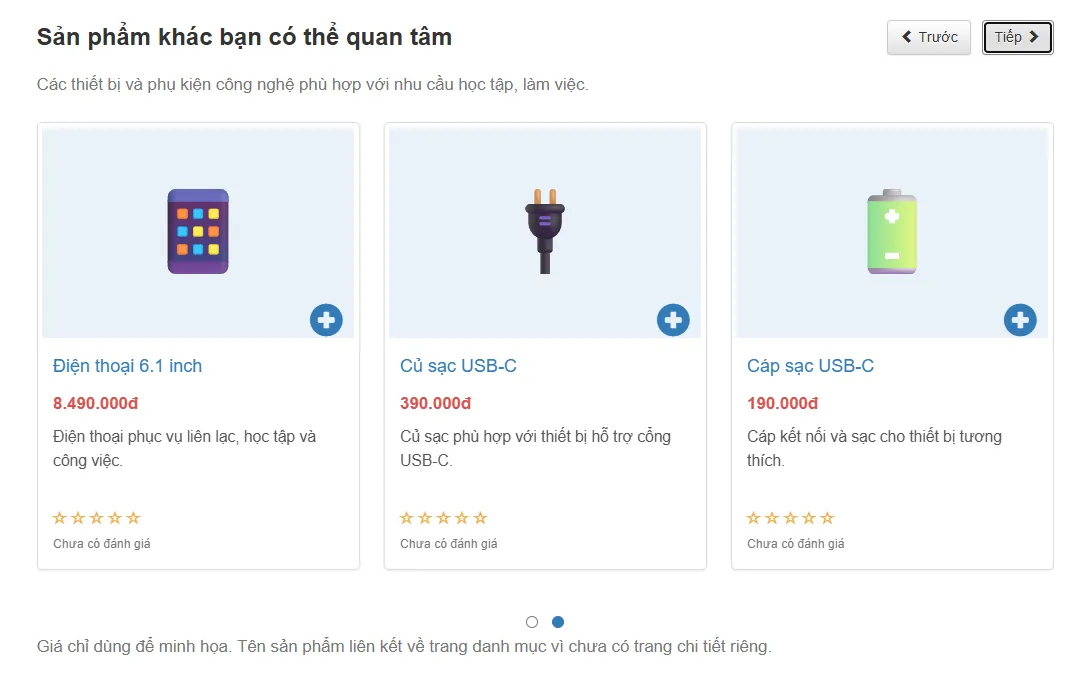 Sản phẩm khác bạn có thể quan tâm
Trước
Tiếp
Các thiết bị và phụ kiện công nghệ phù hợp với nhu cầu học tập, làm việc.
Điện thoại 6.1 inch
8.490.000đ
Điện thoại phục vụ liên lạc, học tập và
công việc.
Chưa có đánh giá
Củ sạc USB-C
390.000đ
Củ sạc phù hợp với thiết bị hỗ trợ cổng
USB-C.
Chưa có đánh giá
Cáp sạc USB-C
190.000đ
Cáp kết nối và sạc cho thiết bị tương
thích.
Chưa có đánh giá
Giá chỉ dùng để minh họa. Tên sản phẩm liên kết về trang danh mục vì chưa có trang chi tiết riêng.